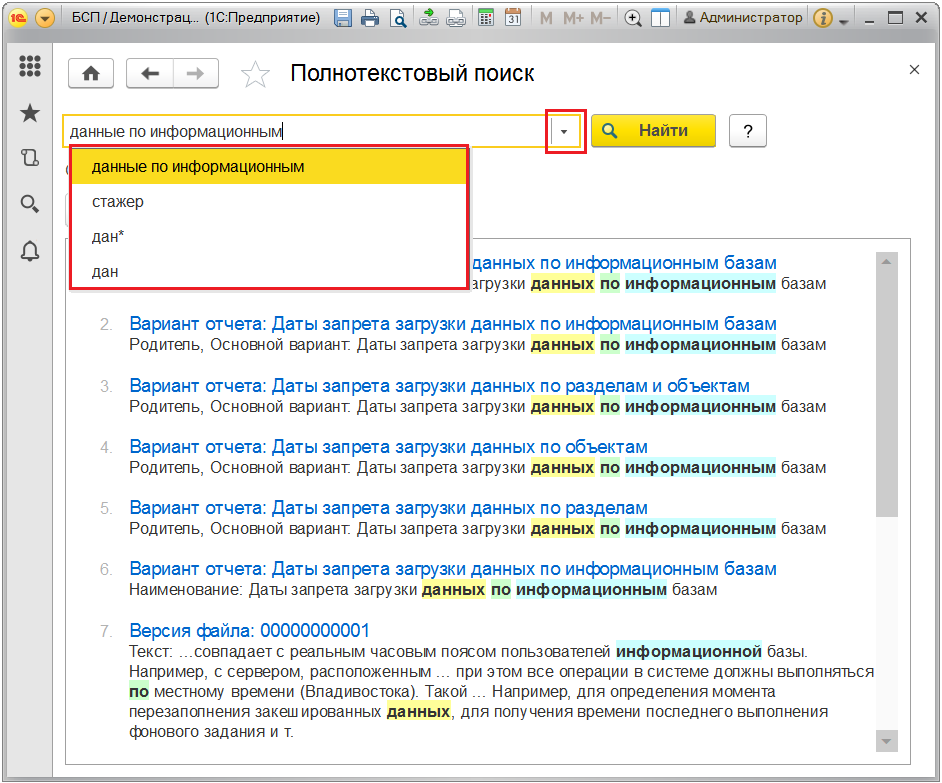 БСП / Демонстрац... (1С:Предприятие)
31
M M+ M-
Администратор
Полнотекстовый поиск
данные по информационным
Найти
?
данные по информационным
стажер
дан*
дан
данных по информационным базам
агрузки данных по информационным базам
2. Вариант отчета: Даты запрета загрузки данных по информационным базам
Родитель, Основной вариант: Даты запрета загрузки данных по информационным базам
3. Вариант отчета: Даты запрета загрузки данных по разделам и объектам
Родитель, Основной вариант: Даты запрета загрузки данных по информационным базам
4. Вариант отчета: Даты запрета загрузки данных по объектам
Родитель, Основной вариант: Даты запрета загрузки данных по информационным базам
5. Вариант отчета: Даты запрета загрузки данных по разделам
Родитель, Основной вариант: Даты запрета загрузки данных по информационным базам
6. Вариант отчета: Даты запрета загрузки данных по информационным базам
Наименование: Даты запрета загрузки данных по информационным базам
7. Версия файла: 00000000001
Текст: ...совпадает с реальным часовым поясом пользователей информационной базы.
Например, с сервером, расположенным ... при этом все операции в системе должны выполняться
по местному времени (Владивостока). Такой ... Например, для определения момента
перезаполнения закешированных данных, для получения времени последнего выполнения
фонового задания и т.